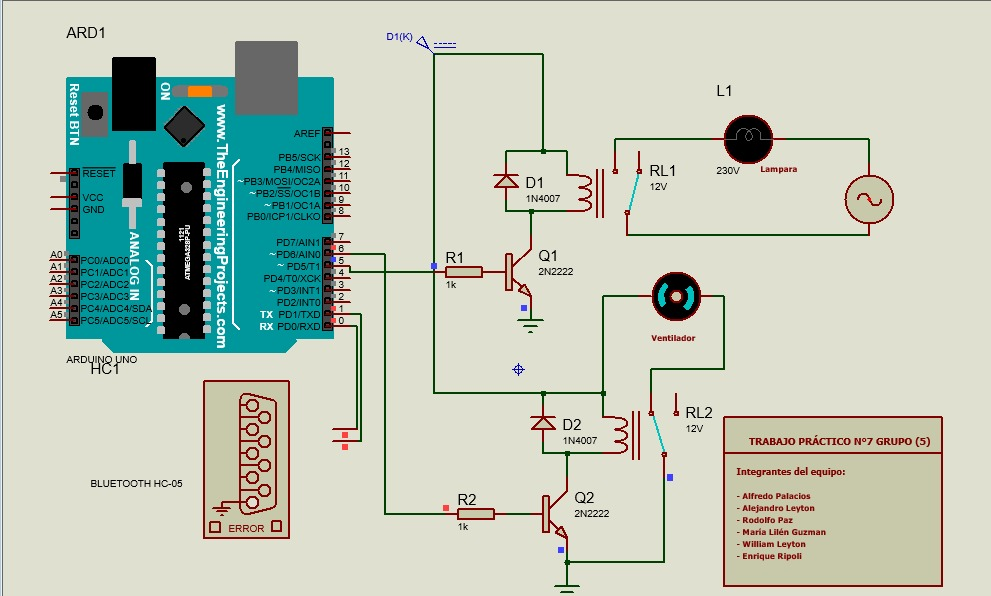 ARD1
D1(K)
Reset BTN
ON
www.TheEngineeringProjects.com
ANALOG IN
ATMEGA328P-PU
1121
RESET
VCC
GND
A0 PC0/ADC0
A1 PC1/ADC1
A2 PC2/ADC2
A3 PC3/ADC3
A4 PC4/ADC4/SDA
A5 PC5/ADC5/SCL
AREF
PB5/SCK 13
PB4/MISO 12
~PB3/MOSI/OC2A 11
~PB2/SS/OC1B 10
~PB1/OC1A 9
PB0/ICP1/CLKO 8
PD7/AIN1 7
~PD6/AIN0 6
~PD5/T1 5
PD4/T0/XCK 4
~PD3/INT1 3
PD2/INT0 2
TX PD1/TXD 1
RX PD0/RXD 0
ARDUINO UNO
HC1
BLUETOOTH HC-05
ERROR
D1
1N4007
R1
1k
Q1
2N2222
RL1
12V
L1
230V
Lampara
Ventilador
D2
1N4007
RL2
12V
R2
1k
Q2
2N2222
TRABAJO PRÁCTICO Nº7 GRUPO (5)
Integrantes del equipo:
- Alfredo Palacios
- Alejandro Leyton
- Rodolfo Paz
- María Lilén Guzman
- William Leyton
- Enrique Ripoli